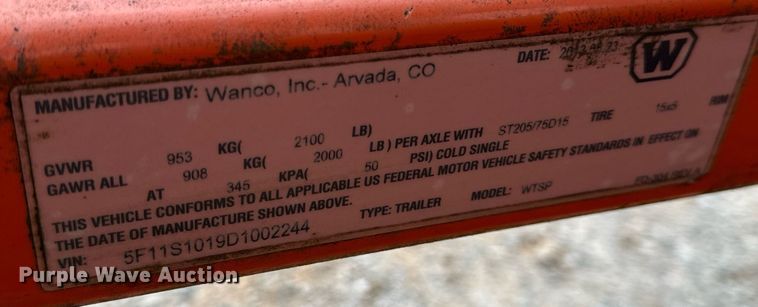 MANUFACTURED BY: Wanco, Inc.- Arvada, CO DATE: W
GVWR 953 KG( 2100 LB)
GAWR ALL 908 KG( 2000 LB) PER AXLE WITH ST205/75D15 TIRE 15x5 RIM
AT 345 KPA( 50 PSI) COLD SINGLE
THIS VEHICLE CONFORMS TO ALL APPLICABLE US FEDERAL MOTOR VEHICLE SAFETY STANDARDS IN EFFECT ON
THE DATE OF MANUFACTURE SHOWN ABOVE.
VIN: 5F11S1019D1002244 TYPE: TRAILER MODEL: WTSP
Purple Wave Auction